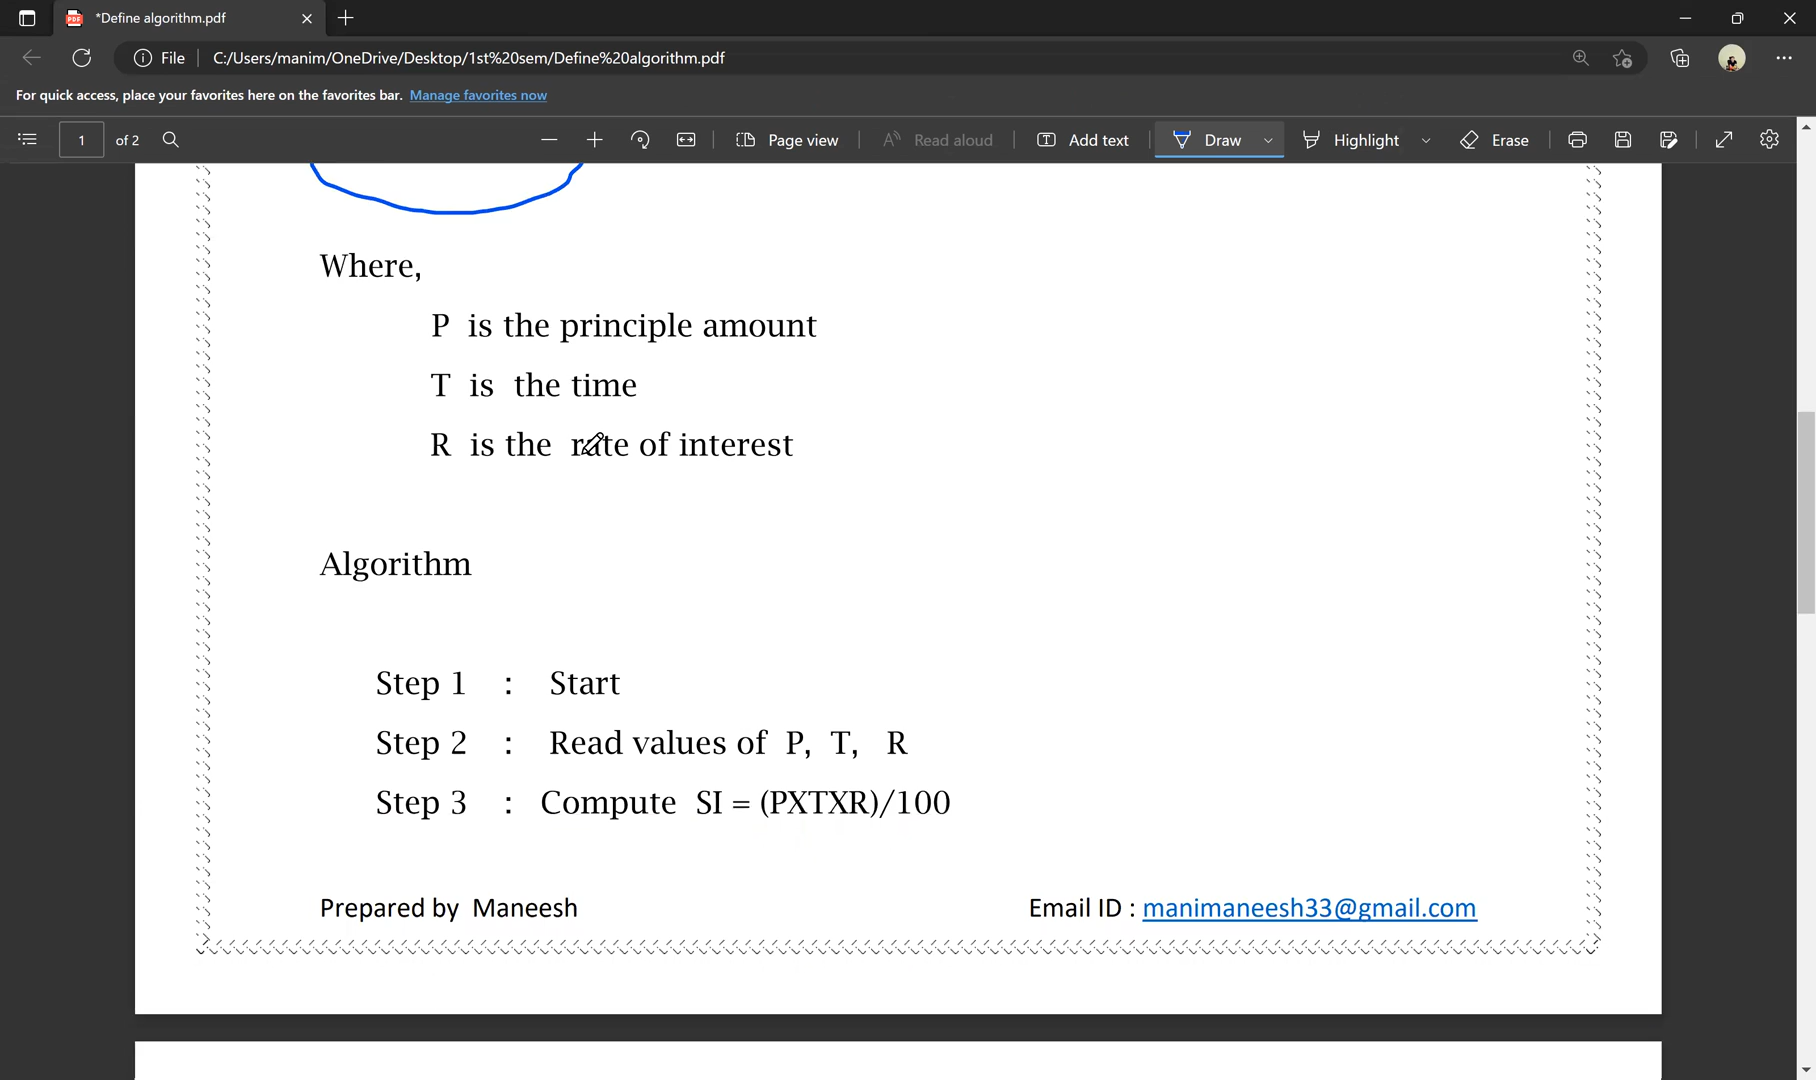 *Define algorithm.pdf
File C:/Users/manim/OneDrive/Desktop/1st%20sem/Define%20algorithm.pdf
For quick access, place your favorites here on the favorites bar. Manage favorites now
1 of 2 Page view Read aloud Add text Draw Highlight Erase
Where,
P is the principle amount
T is the time
R is the rate of interest
Algorithm
Step 1 : Start
Step 2 : Read values of P, T, R
Step 3 : Compute SI = (PXTXR)/100
Prepared by Maneesh Email ID : manimaneesh33@gmail.com